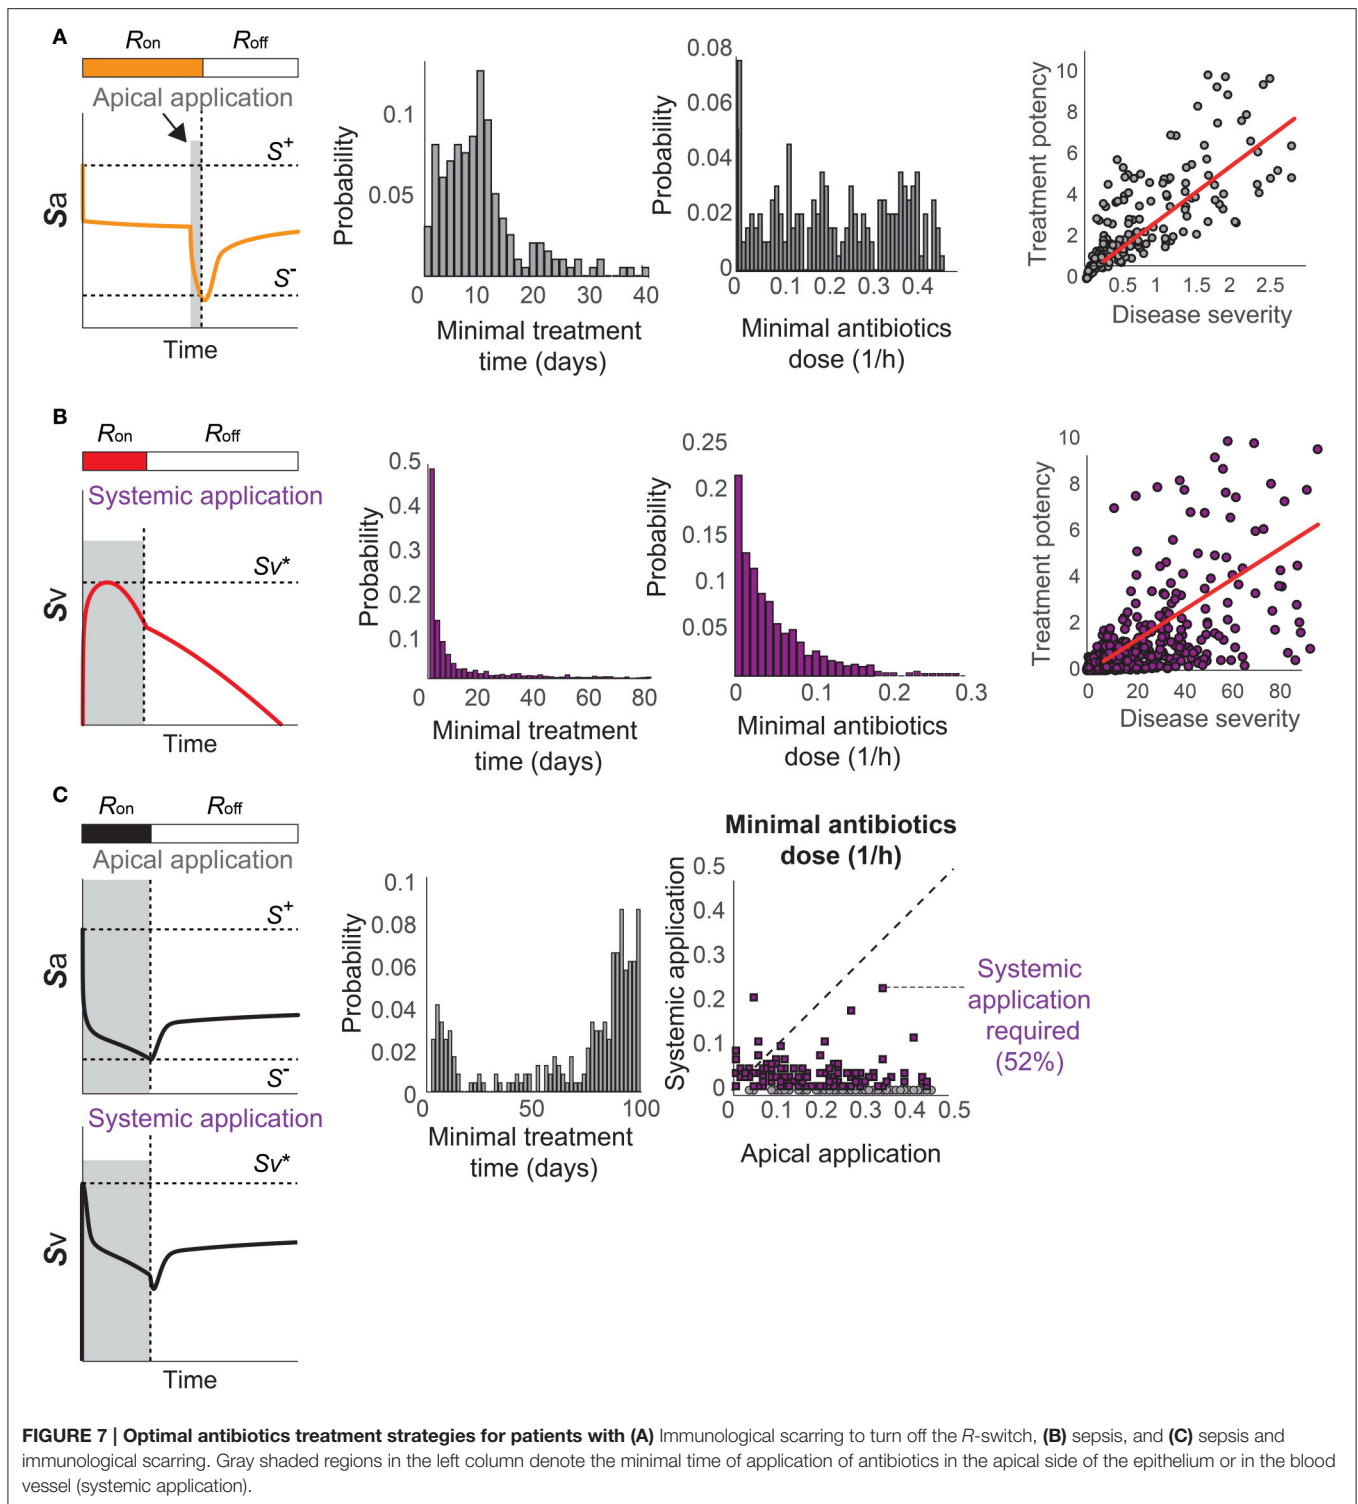 A
Ron Roff
Apical application
S+
Sa
S-
Time
Probability
0.1
0.05
0 10 20 30 40
Minimal treatment
time (days)
Probability
0.08
0.06
0.04
0.02
0
0 0.1 0.2 0.3 0.4
Minimal antibiotics
dose (1/h)
Treatment potency
10
8
6
4
2
0
0.5 1 1.5 2 2.5
Disease severity
B
Ron Roff
Systemic application
Sv*
Sv
Time
Probability
0.5
0.4
0.3
0.2
0.1
0 20 40 60 80
Minimal treatment
time (days)
Probability
0.25
0.2
0.15
0.1
0.05
0 0.1 0.2 0.3
Minimal antibiotics
dose (1/h)
Treatment potency
10
8
6
4
2
0
0 20 40 60 80
Disease severity
C
Ron Roff
Apical application
S+
Sa
S-
Systemic application
Sv*
Sv
Time
Probability
0.1
0.08
0.06
0.04
0.02
0
0 50 100
Minimal treatment
time (days)
Minimal antibiotics
dose (1/h)
Systemic application
0.5
0.4
0.3
0.2
0.1
0
0 0.1 0.2 0.3 0.4 0.5
Apical application
Systemic
application
required
(52%)
FIGURE 7 | Optimal antibiotics treatment strategies for patients with (A) Immunological scarring to turn off the R-switch, (B) sepsis, and (C) sepsis and
immunological scarring. Gray shaded regions in the left column denote the minimal time of application of antibiotics in the apical side of the epithelium or in the blood
vessel (systemic application).